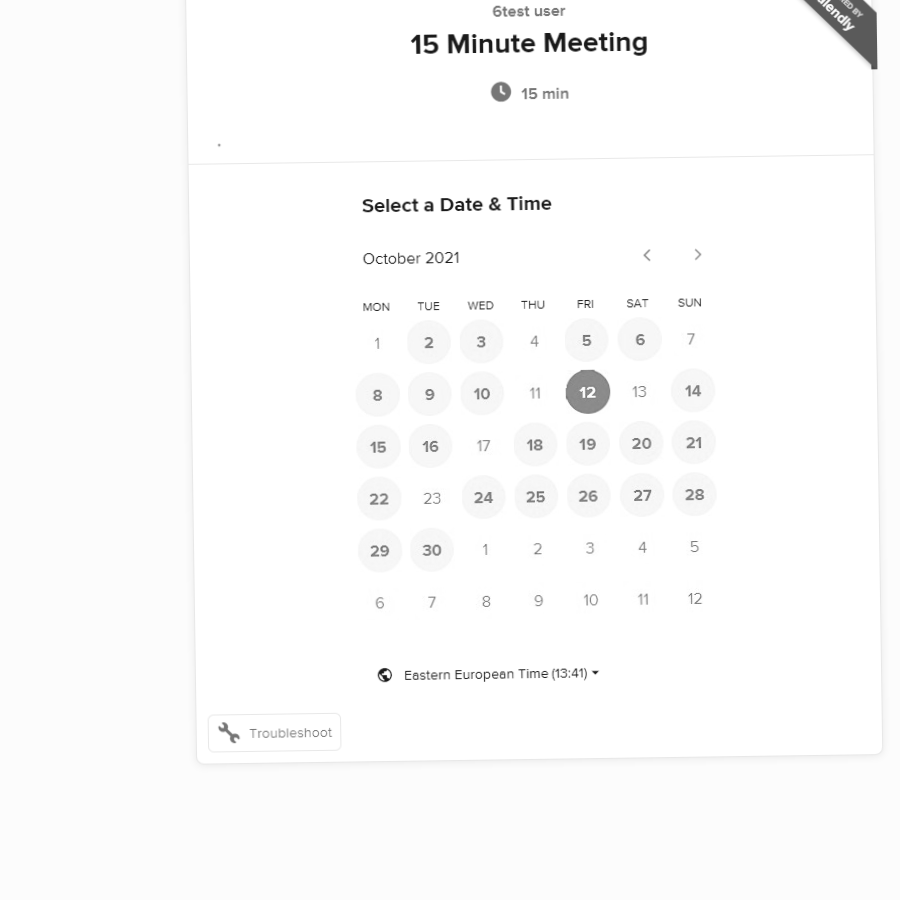 6test user
15 Minute Meeting
15 min
Select a Date & Time
October 2021
MON TUE WED THU FRI SAT SUN
1 2 3 4 5 6 7
8 9 10 11 12 13 14
15 16 17 18 19 20 21
22 23 24 25 26 27 28
29 30 1 2 3 4 5
6 7 8 9 10 11 12
Eastern European Time (13:41)
Troubleshoot